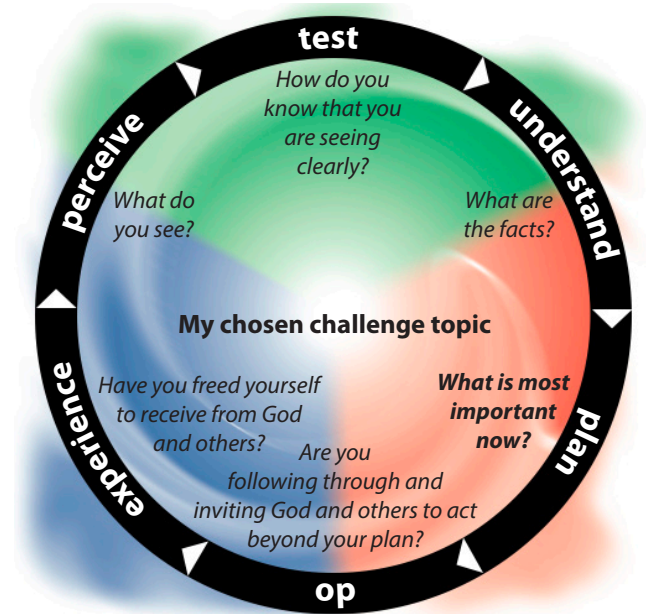 test
How do you
know that you
are seeing
clearly?
perceive
understand
What do
you see?
What are
the facts?
My chosen challenge topic
Have you freed yourself
to receive from God
and others?
What is most
important
now?
experience
plan
Are you
following through and
inviting God and others to act
beyond your plan?
do